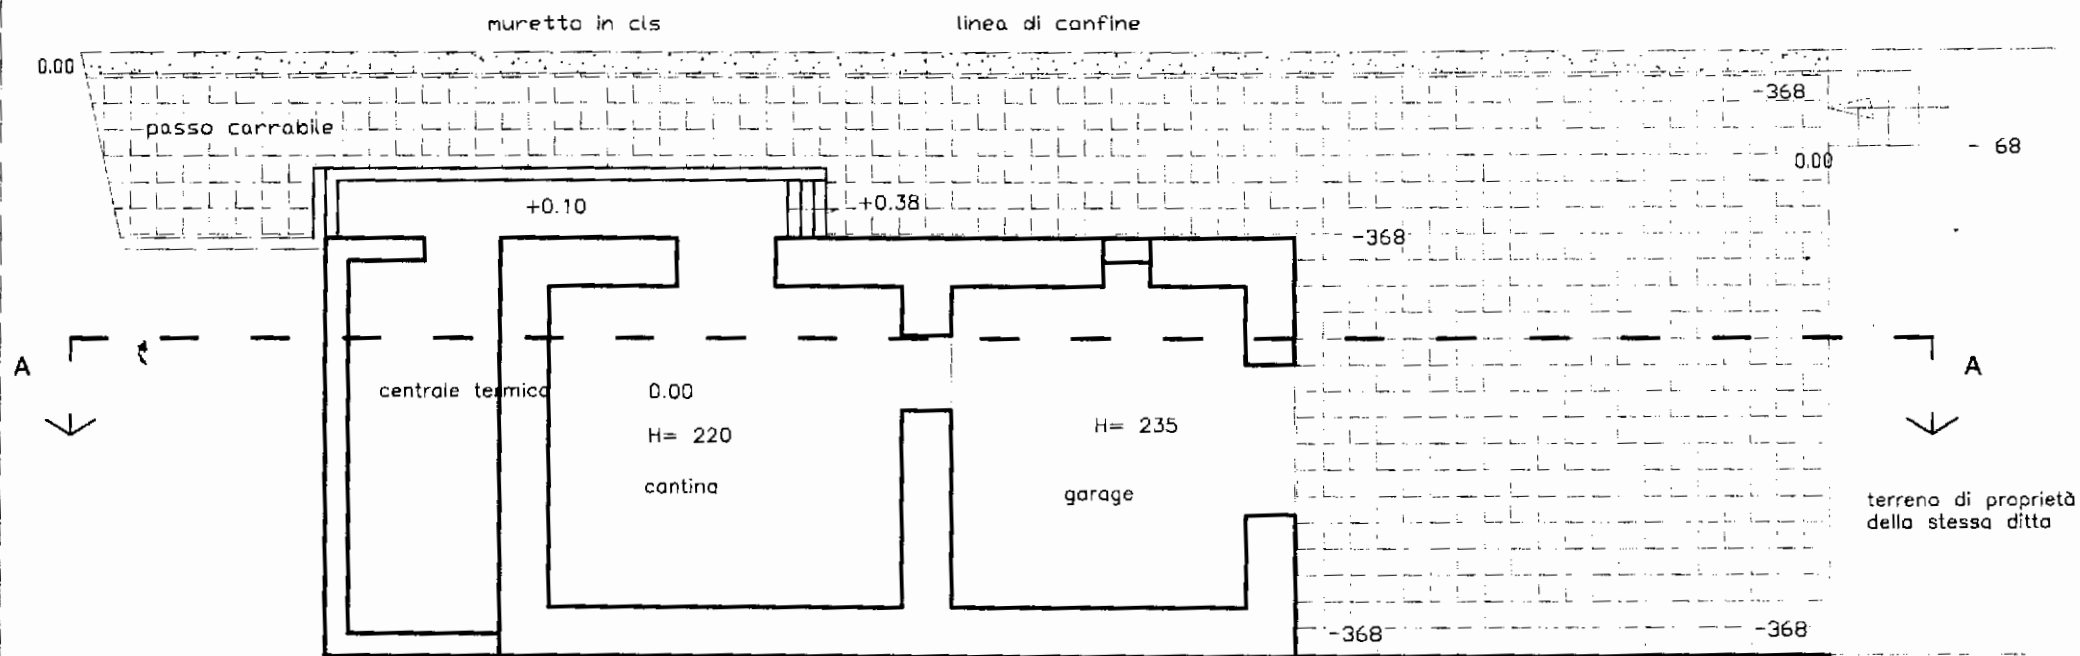 muretto in cls
linea di confine
0.00
-368
passo carrabile
- 68
0.00
+0.10
+0.38
-368
A
A
centrale termica
0.00
H= 220
H= 235
cantina
garage
terreno di proprietà
della stessa ditta
-368
-368